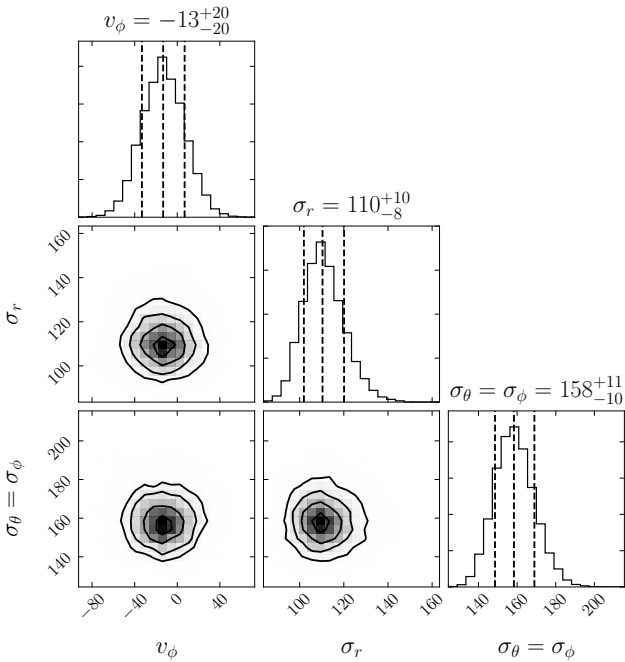 v_ϕ = −13^{+20}_{−20}
160
140
120
100
σ_r
σ_r = 110^{+10}_{−8}
200
180
160
140
σ_θ = σ_ϕ
σ_θ = σ_ϕ = 158^{+11}_{−10}
−80 −40 0 40
100 120 140 160
140 160 180 200
v_ϕ σ_r σ_θ = σ_ϕ